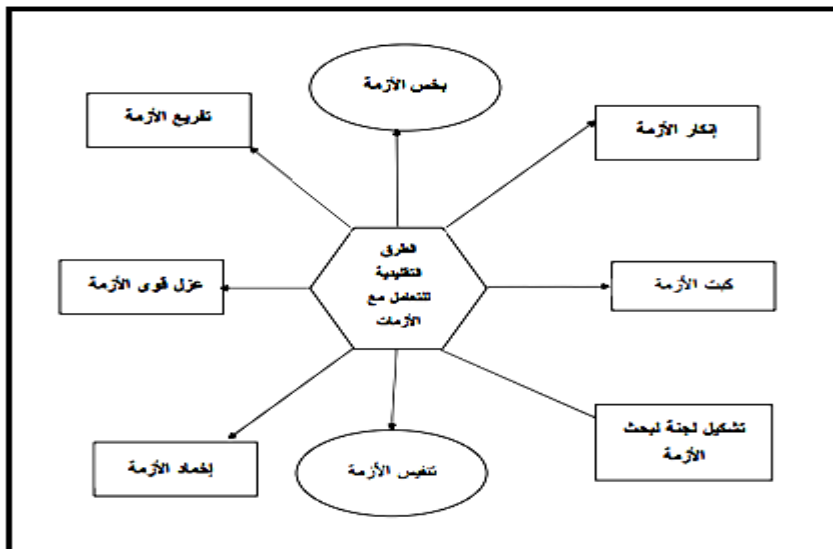 بخس الأزمة
إنكار الأزمة
تفريغ الأزمة
الطرق
التقليدية
للتعامل مع
الأزمات
كبت الأزمة
عزل قوى الأزمة
تشكيل لجنة لبحث
الأزمة
تنفيس الأزمة
إخماد الأزمة